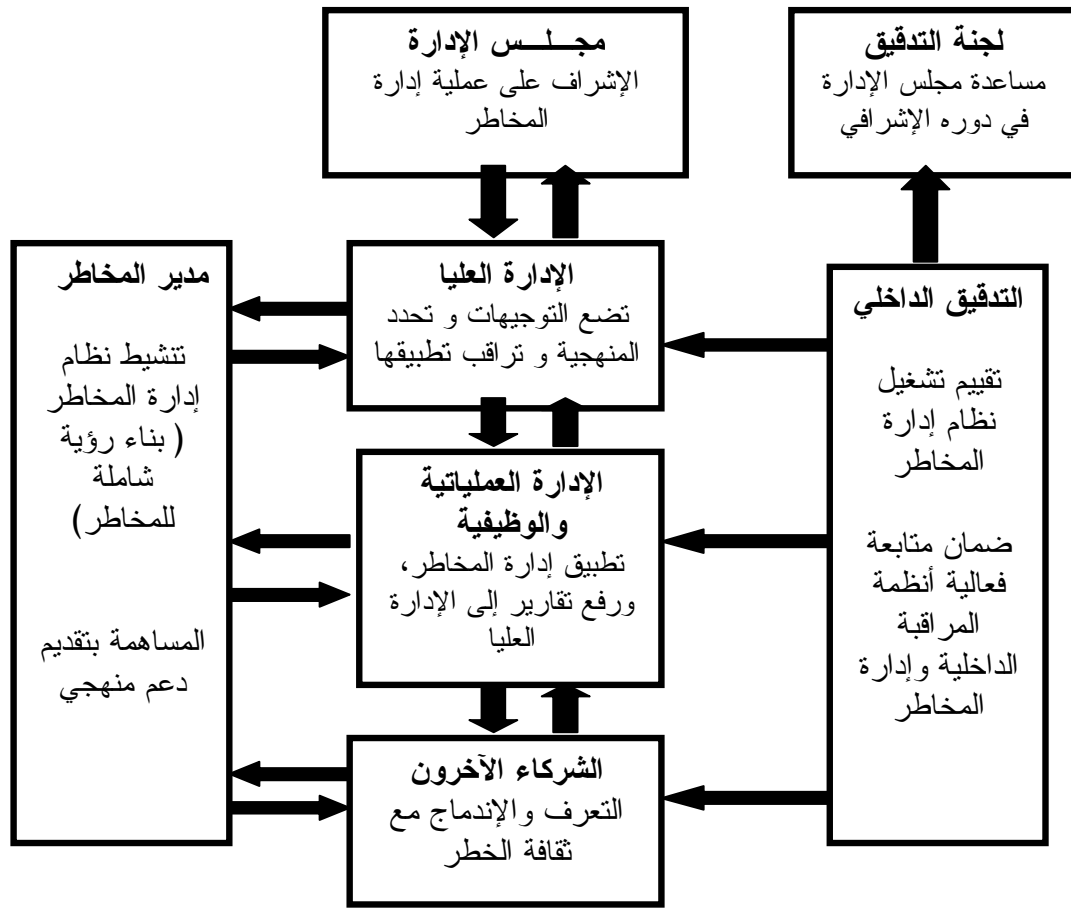 مجـــلـــس الإدارة
الإشراف على عملية إدارة
المخاطر
لجنة التدقيق
مساعدة مجلس الإدارة
في دوره الإشرافي
الإدارة العليا
تضع التوجيهات و تحدد
المنهجية و تراقب تطبيقها
مدير المخاطر
تنشيط نظام
إدارة المخاطر
( بناء رؤية
شاملة
للمخاطر)
المساهمة بتقديم
دعم منهجي
التدقيق الداخلي
تقييم تشغيل
نظام إدارة
المخاطر
ضمان متابعة
فعالية أنظمة
المراقبة
الداخلية وإدارة
المخاطر
الإدارة العملياتية
والوظيفية
تطبيق إدارة المخاطر،
ورفع تقارير إلى الإدارة
العليا
الشركاء الآخرون
التعرف والإندماج مع
ثقافة الخطر